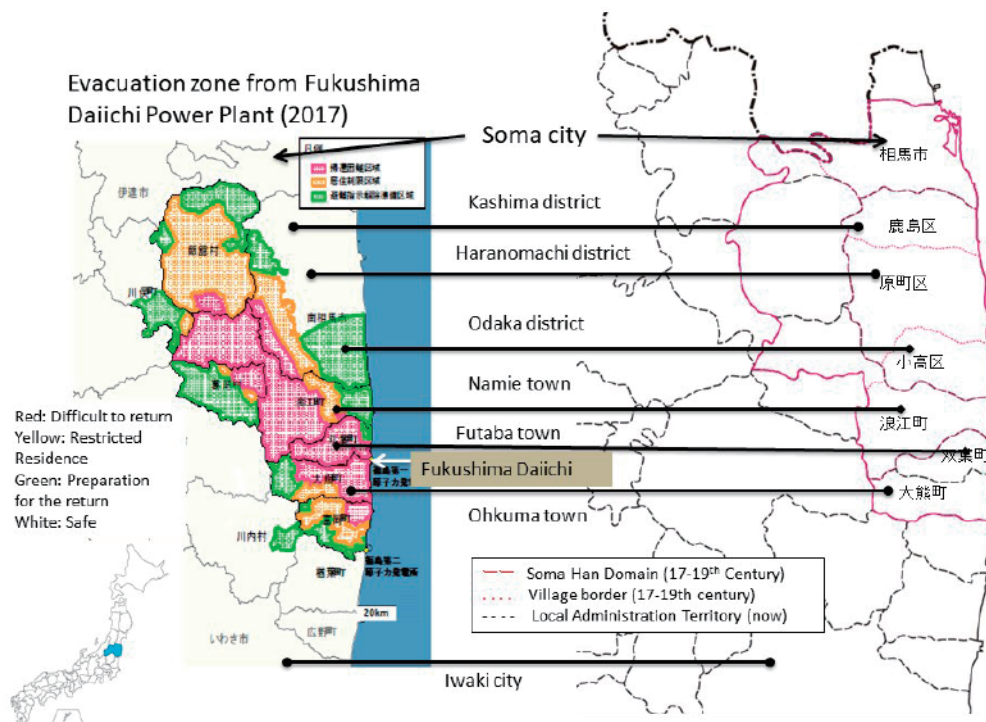 Evacuation zone from Fukushima
Daiichi Power Plant (2017)
Soma city
相馬市
凡例
帰還困難区域
居住制限区域
避難指示解除準備区域
伊達市
Kashima district
鹿島区
Haranomachi district
飯舘村
原町区
川俣町
南相馬市
Odaka district
小高区
Namie town
浪江町
浪江町
Red: Difficult to return
Yellow: Restricted
Residence
Green: Preparation
for the return
White: Safe
Futaba town
双葉町
双葉町
Fukushima Daiichi
福島第一
原子力発電所
大熊町
大熊町
Ohkuma town
富岡町
川内村
福島第二
原子力発電所
楢葉町
Soma Han Domain (17-19th Century)
Village border (17-19th century)
Local Administration Territory (now)
20km
広野町
いわき市
Iwaki city